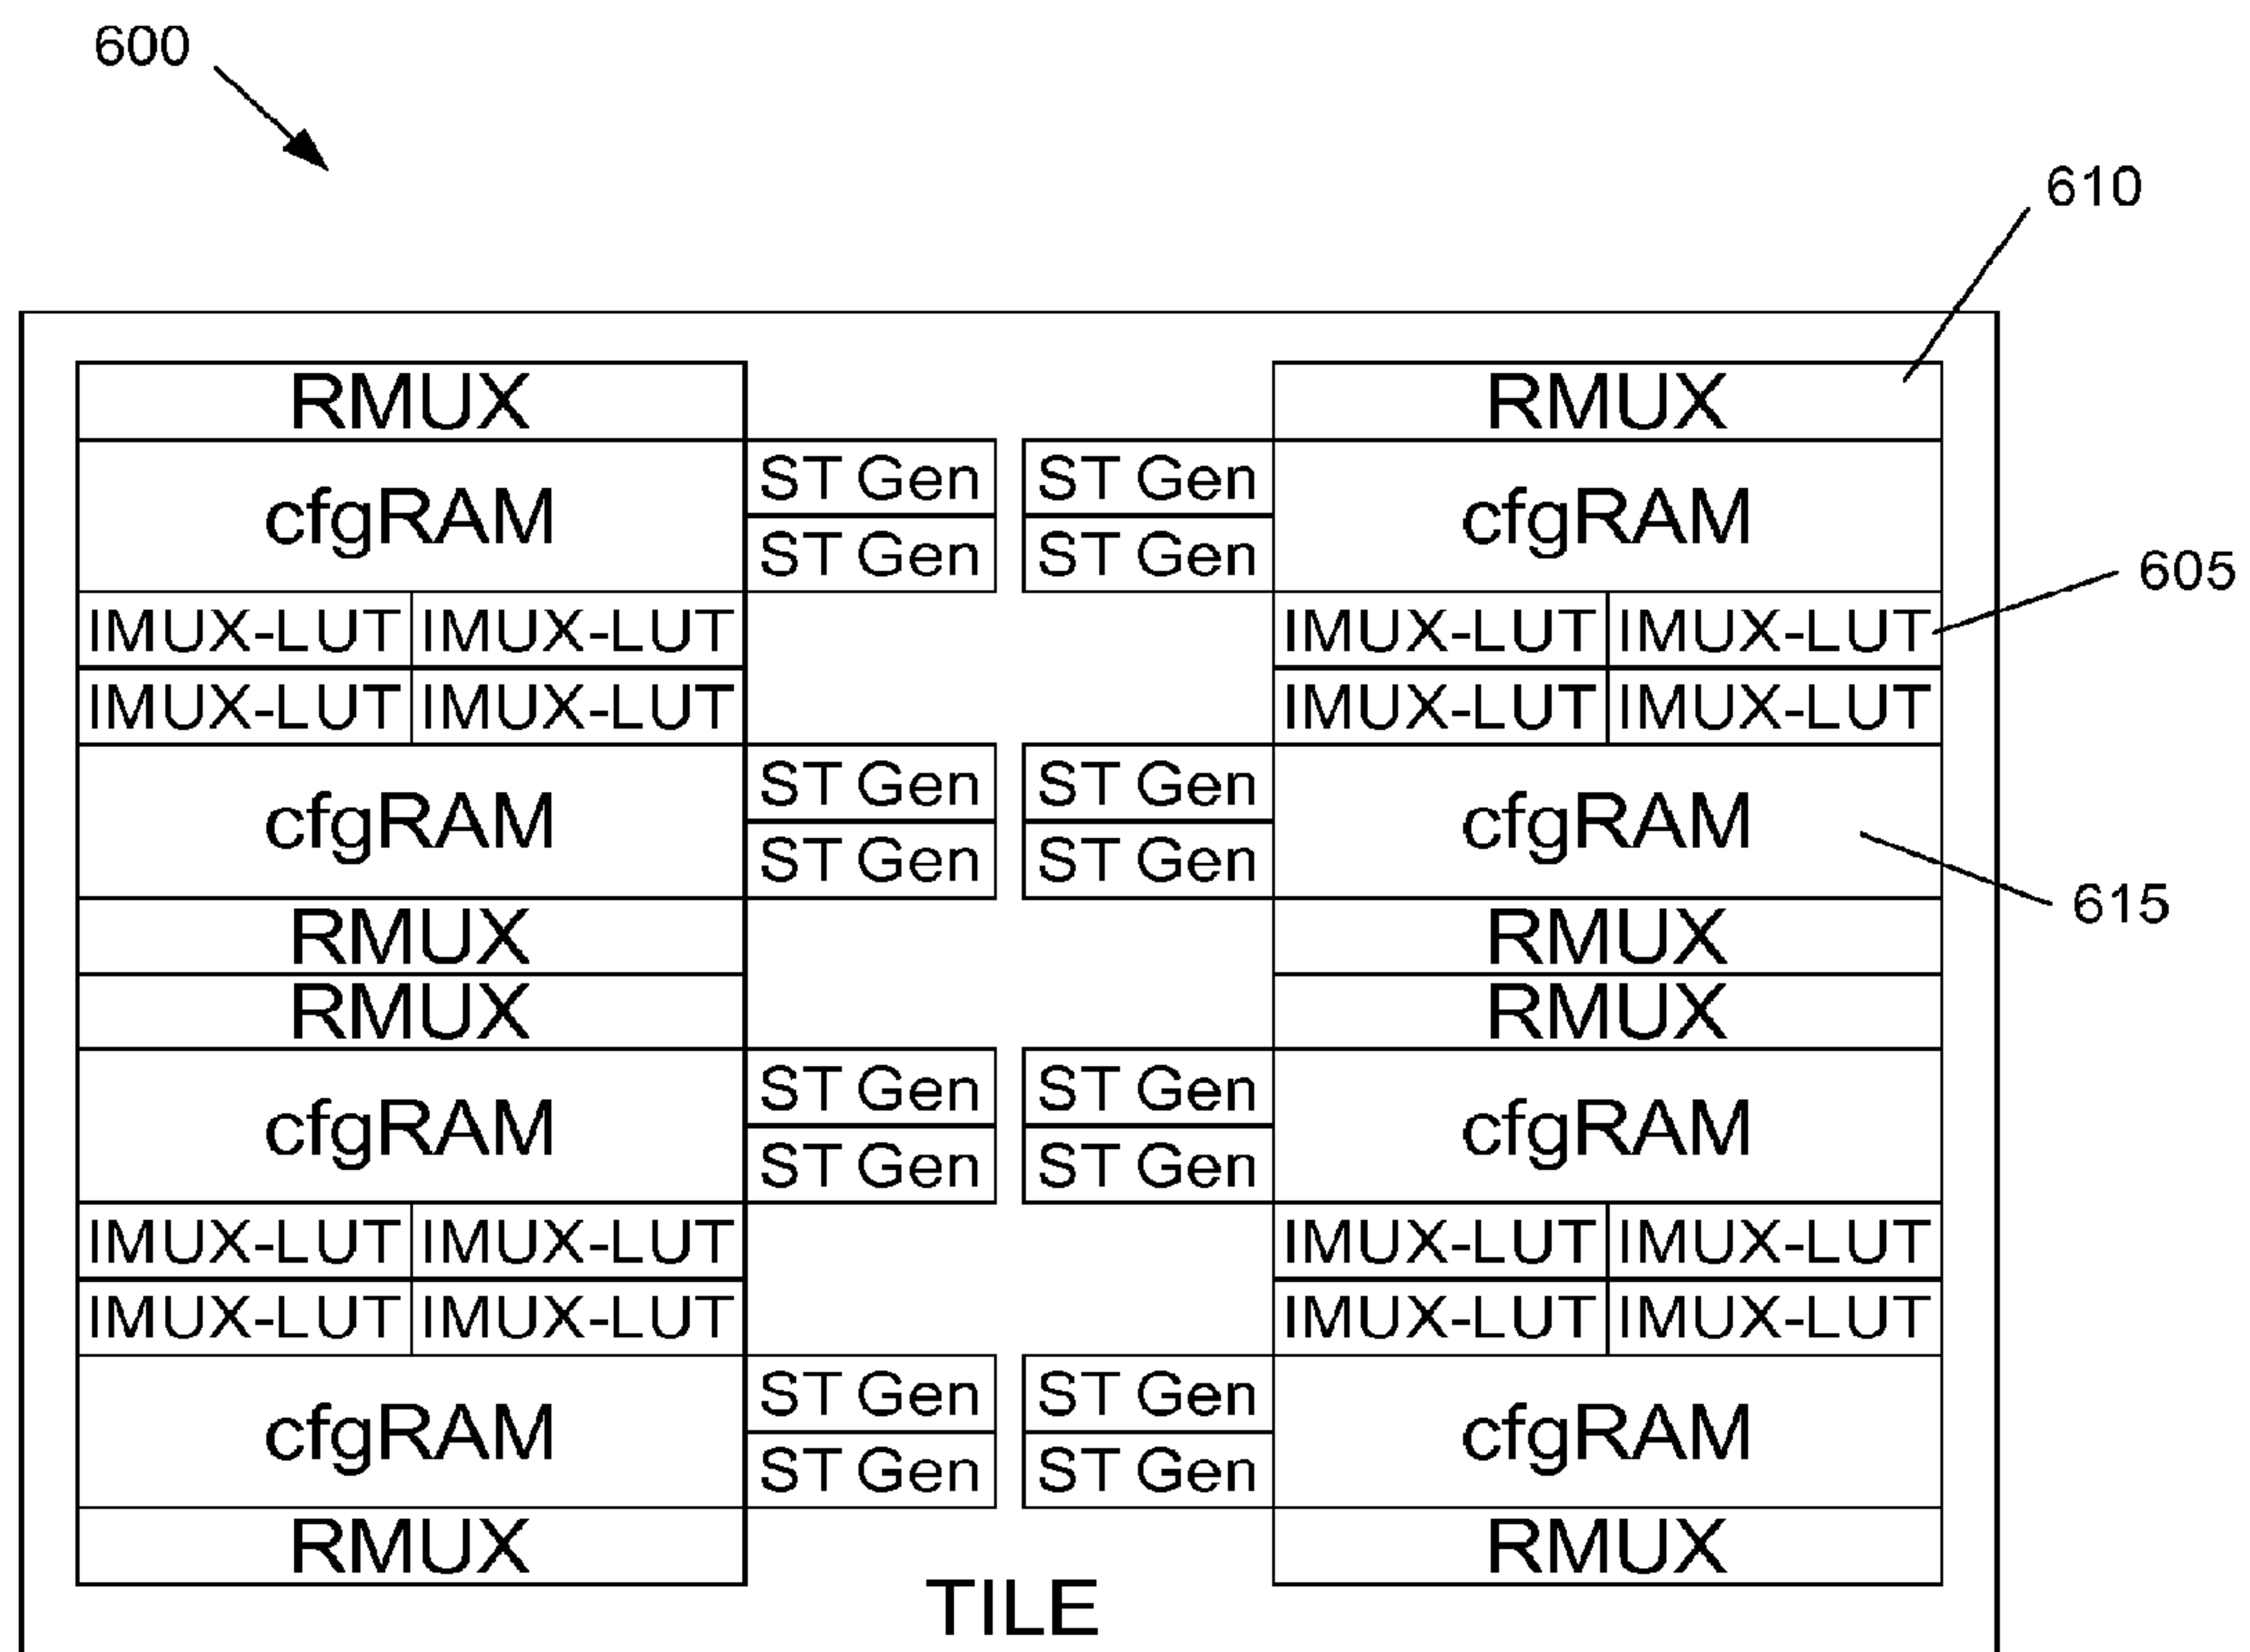 600
610
RMUX RMUX
cfgRAM ST Gen ST Gen cfgRAM
ST Gen ST Gen
IMUX-LUT IMUX-LUT IMUX-LUT IMUX-LUT 605
IMUX-LUT IMUX-LUT IMUX-LUT IMUX-LUT
cfgRAM ST Gen ST Gen cfgRAM
ST Gen ST Gen
615
RMUX RMUX
RMUX RMUX
cfgRAM ST Gen ST Gen cfgRAM
ST Gen ST Gen
IMUX-LUT IMUX-LUT IMUX-LUT IMUX-LUT
IMUX-LUT IMUX-LUT IMUX-LUT IMUX-LUT
cfgRAM ST Gen ST Gen cfgRAM
ST Gen ST Gen
RMUX RMUX
TILE